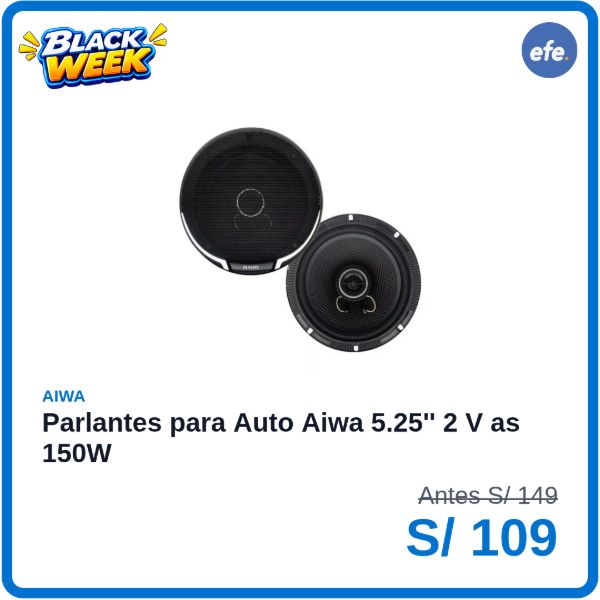 BLACK
WEEK
efe.
AIWA
Parlantes para Auto Aiwa 5.25'' 2 V as
150W
Antes S/ 149
S/ 109